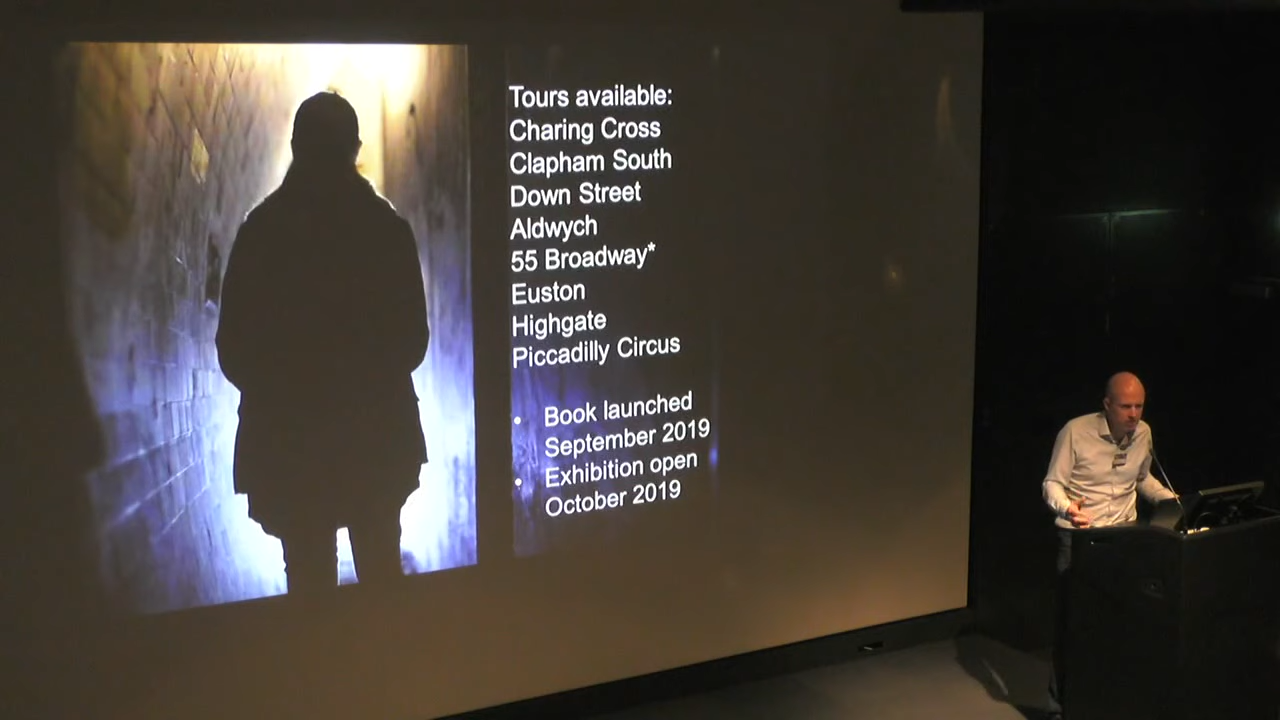 Tours available:
Charing Cross
Clapham South
Down Street
Aldwych
55 Broadway*
Euston
Highgate
Piccadilly Circus
• Book launched
September 2019
• Exhibition open
October 2019